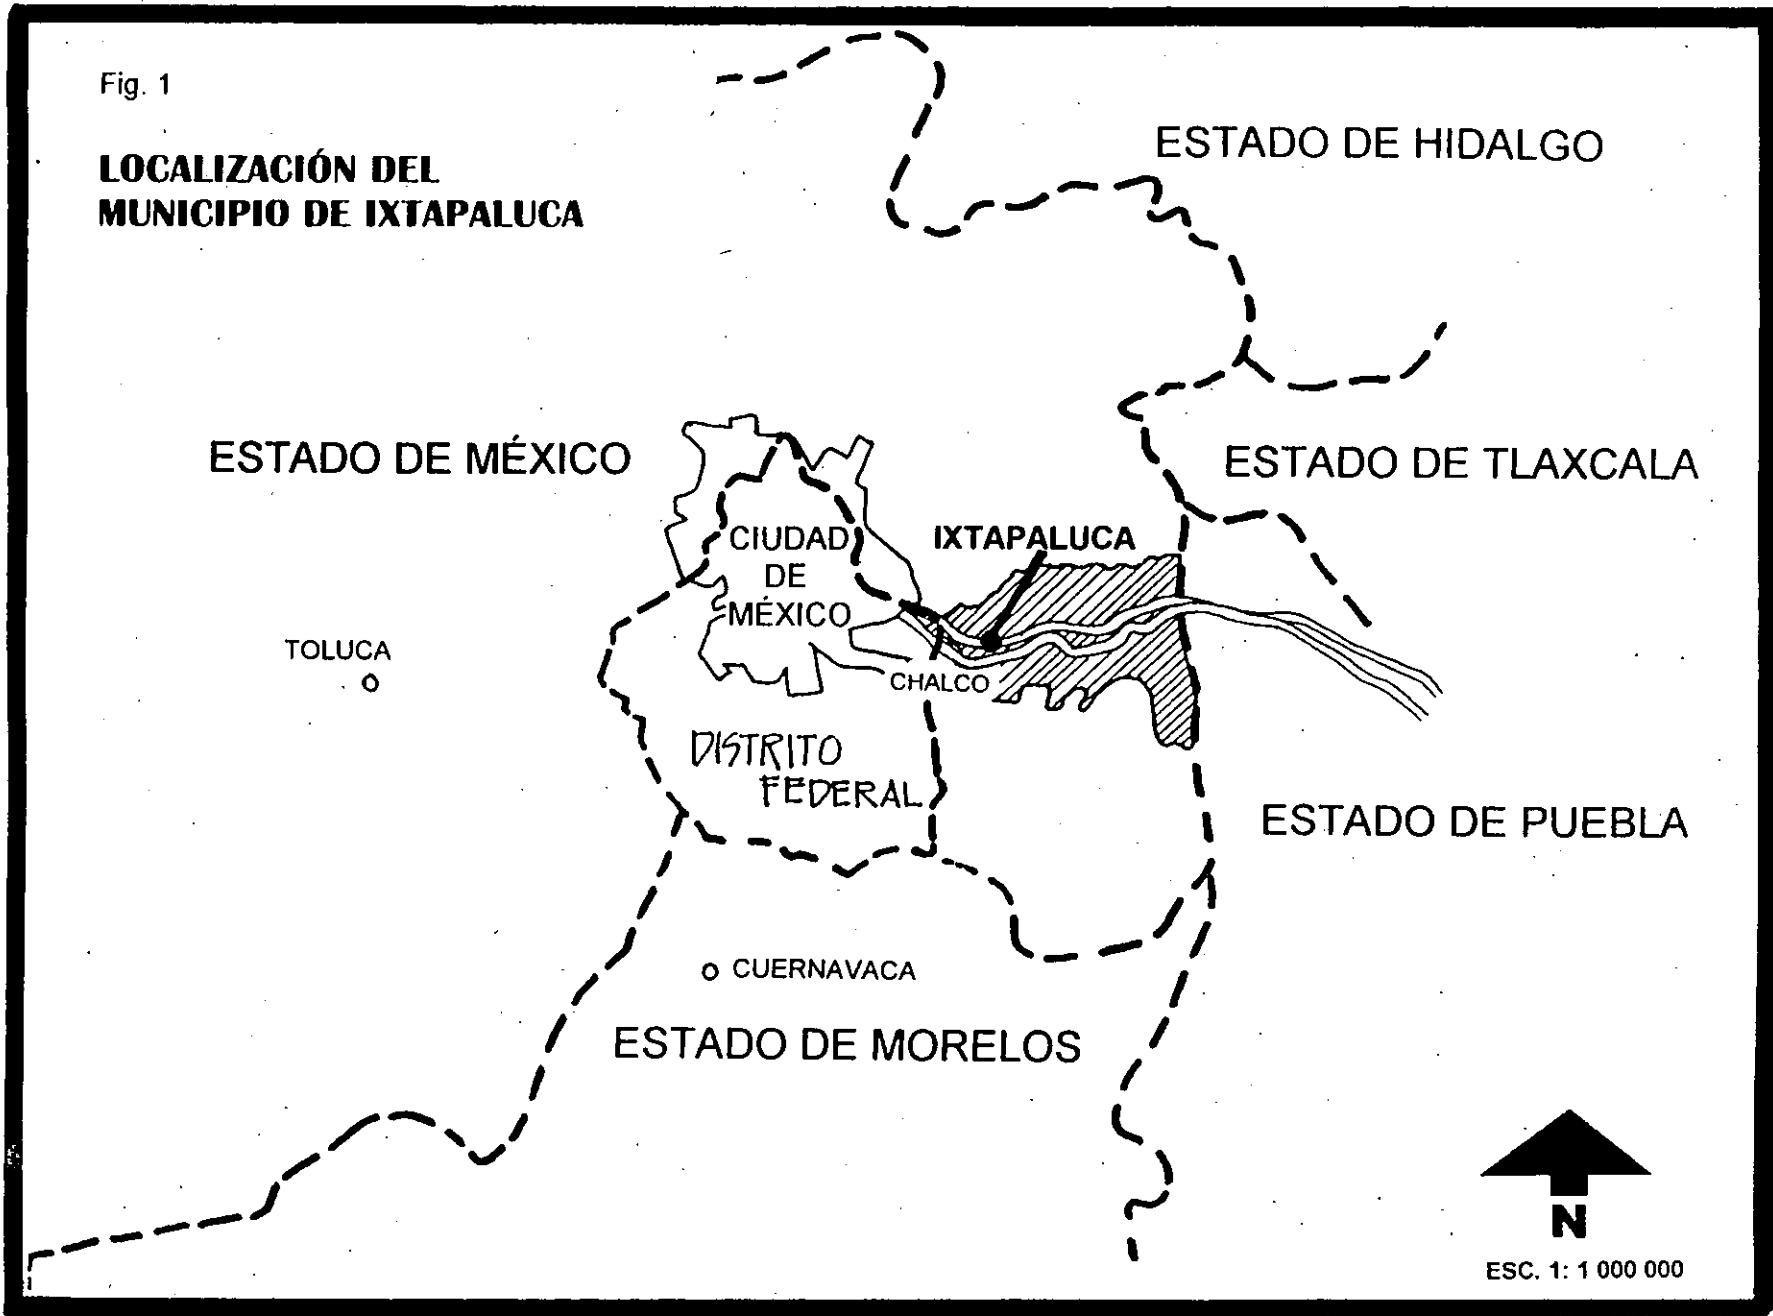 Fig. 1
LOCALIZACIÓN DEL
MUNICIPIO DE IXTAPALUCA
ESTADO DE HIDALGO
ESTADO DE MÉXICO
ESTADO DE TLAXCALA
CIUDAD
DE
MÉXICO
IXTAPALUCA
TOLUCA
CHALCO
DISTRITO
FEDERAL
ESTADO DE PUEBLA
CUERNAVACA
ESTADO DE MORELOS
N
ESC. 1: 1 000 000